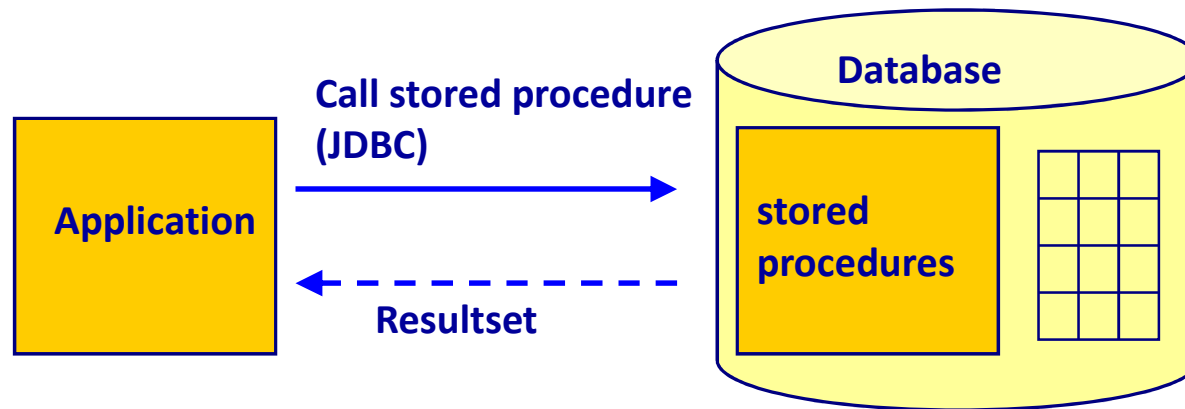 Database
Call stored procedure
(JDBC)
Application
stored
procedures
Resultset